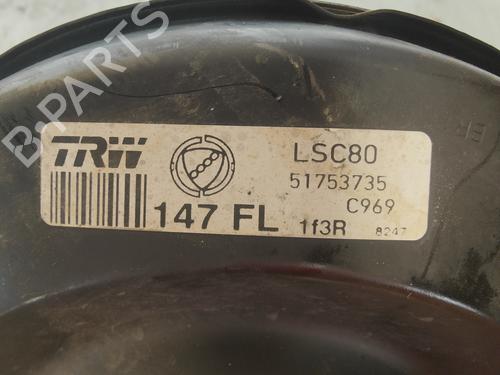 B-PARTS
TRW
LSC80
51753735
C969
147 FL
1f3R
8247